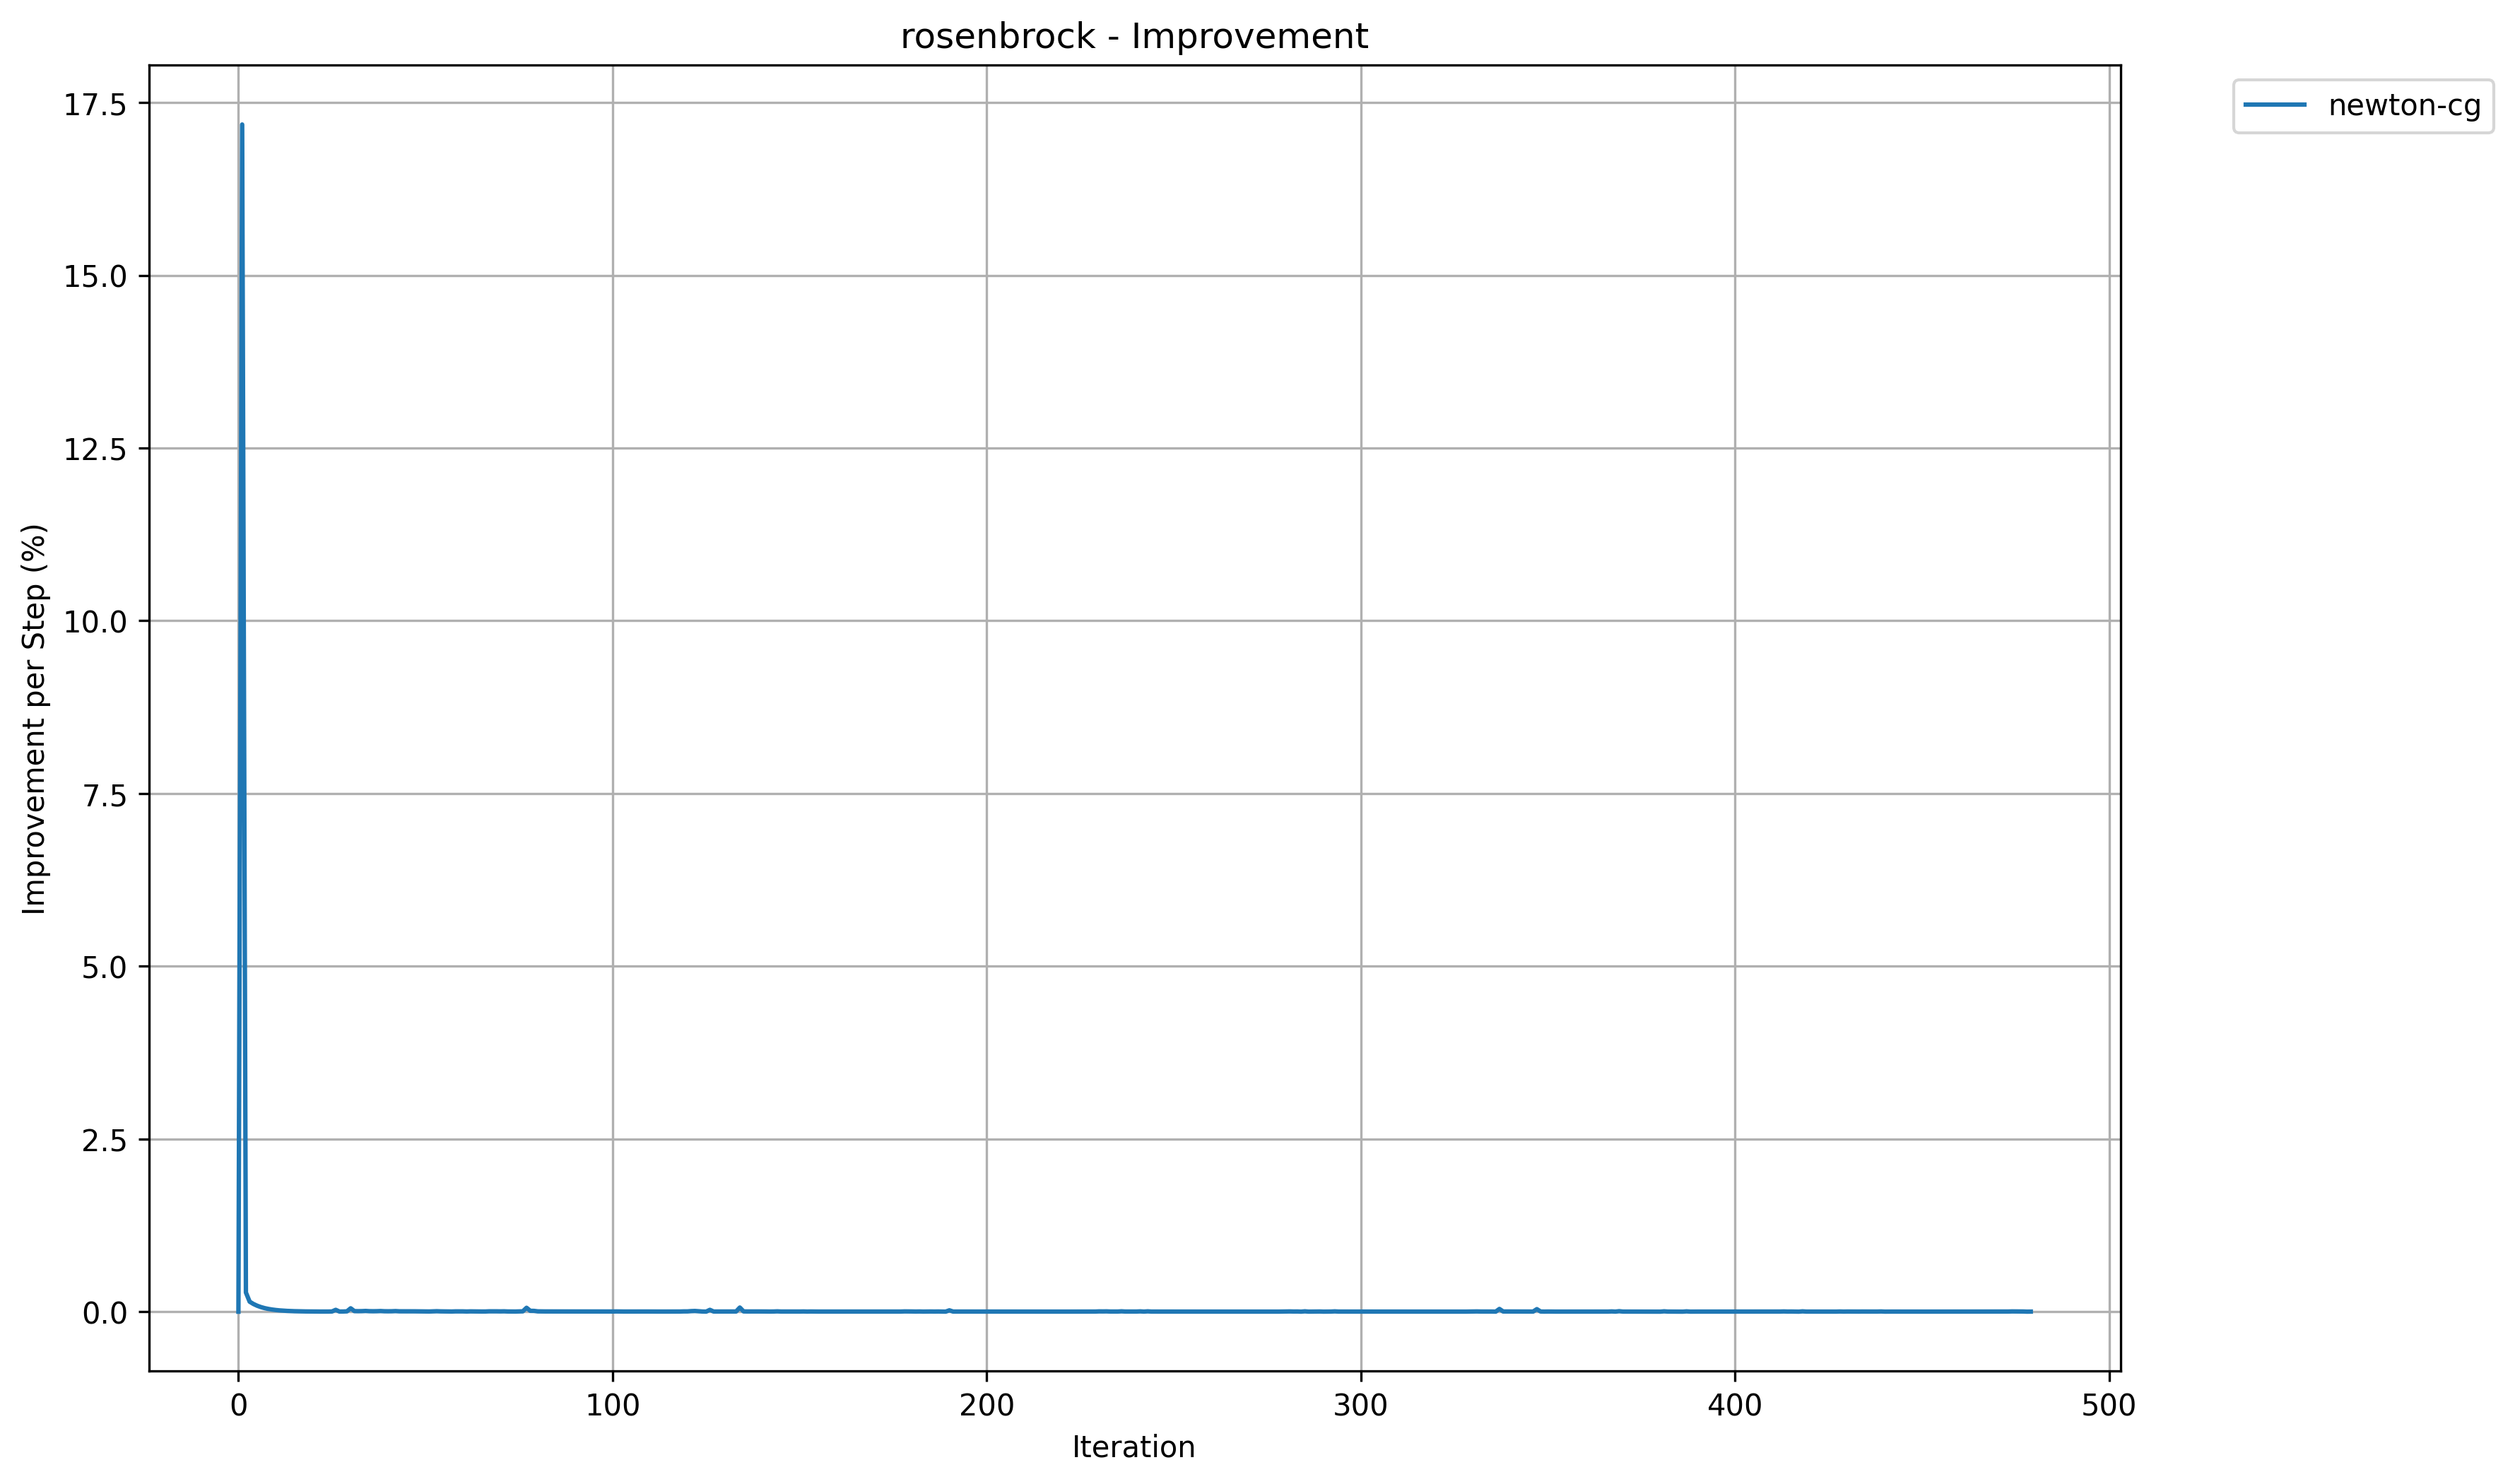 rosenbrock - Improvement
newton-cg
Improvement per Step (%)
17.5
15.0
12.5
10.0
7.5
5.0
2.5
0.0
0 100 200 300 400 500
Iteration